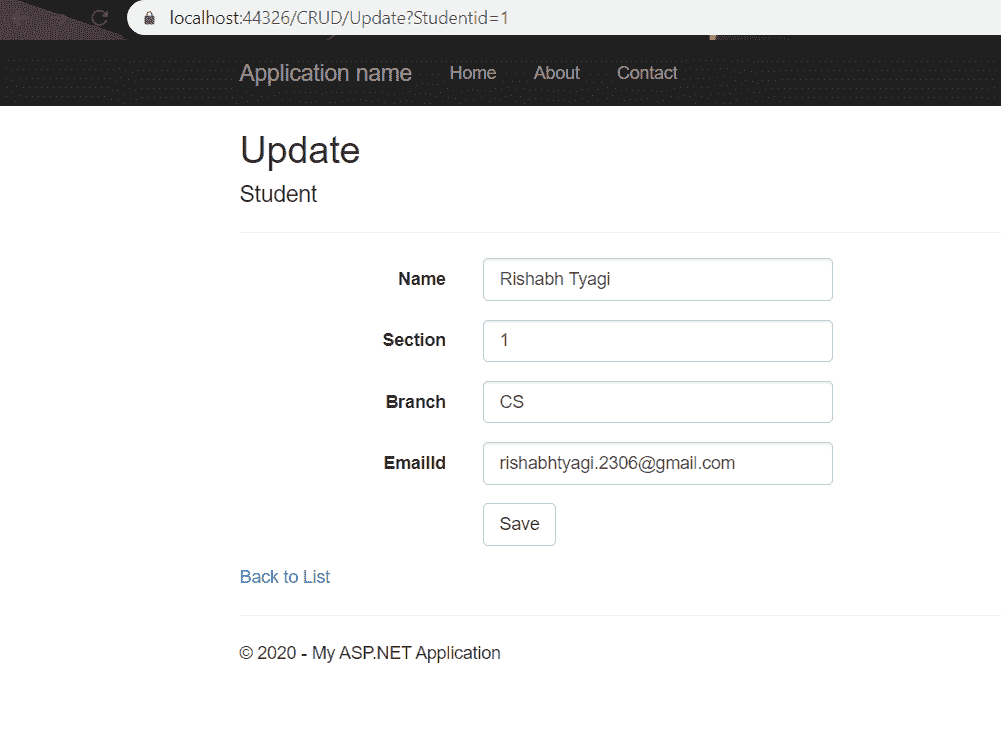 localhost:44326/CRUD/Update?Studentid=1
Application name Home About Contact
Update
Student
Name Rishabh Tyagi
Section 1
Branch CS
EmailId rishabhtyagi.2306@gmail.com
Save
Back to List
© 2020 - My ASP.NET Application